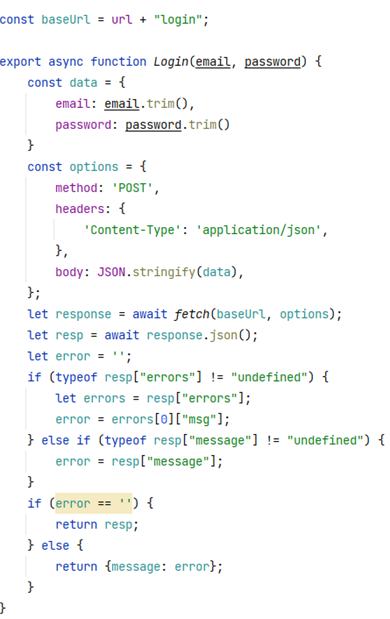 const baseUrl = url + "login";
export async function Login(email, password) {
    const data = {
        email: email.trim(),
        password: password.trim()
    }
    const options = {
        method: 'POST',
        headers: {
            'Content-Type': 'application/json',
        },
        body: JSON.stringify(data),
    };
    let response = await fetch(baseUrl, options);
    let resp = await response.json();
    let error = '';
    if (typeof resp["errors"] != "undefined") {
        let errors = resp["errors"];
        error = errors[0]["msg"];
    } else if (typeof resp["message"] != "undefined") {
        error = resp["message"];
    }
    if (error == '') {
        return resp;
    } else {
        return {message: error};
    }
}